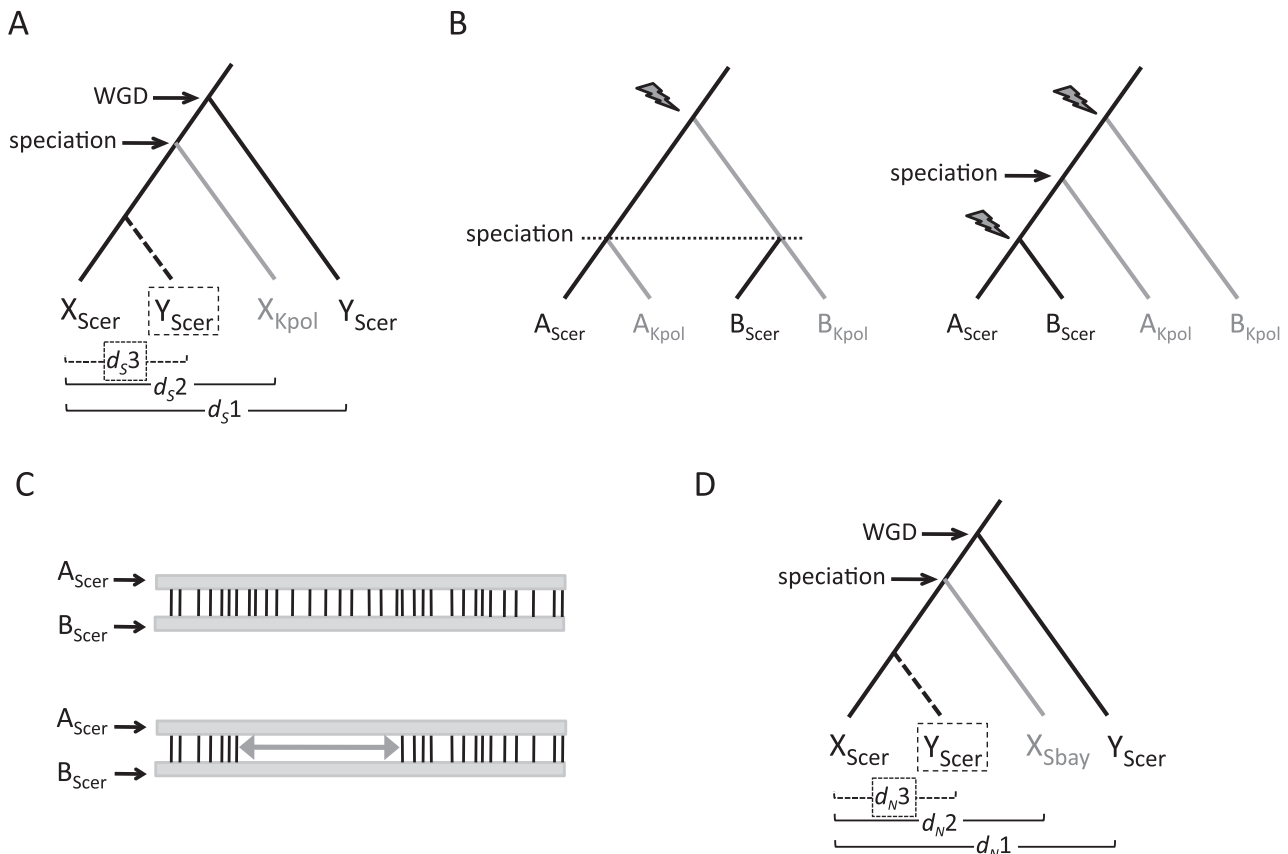 A
WGD
speciation
XScer YScer XKpol YScer
dS3
dS2
dS1
B
speciation
AScer AKpol BScer BKpol
speciation
AScer BScer AKpol BKpol
C
AScer
BScer
AScer
BScer
D
WGD
speciation
XScer YScer XSbay YScer
dN3
dN2
dN1